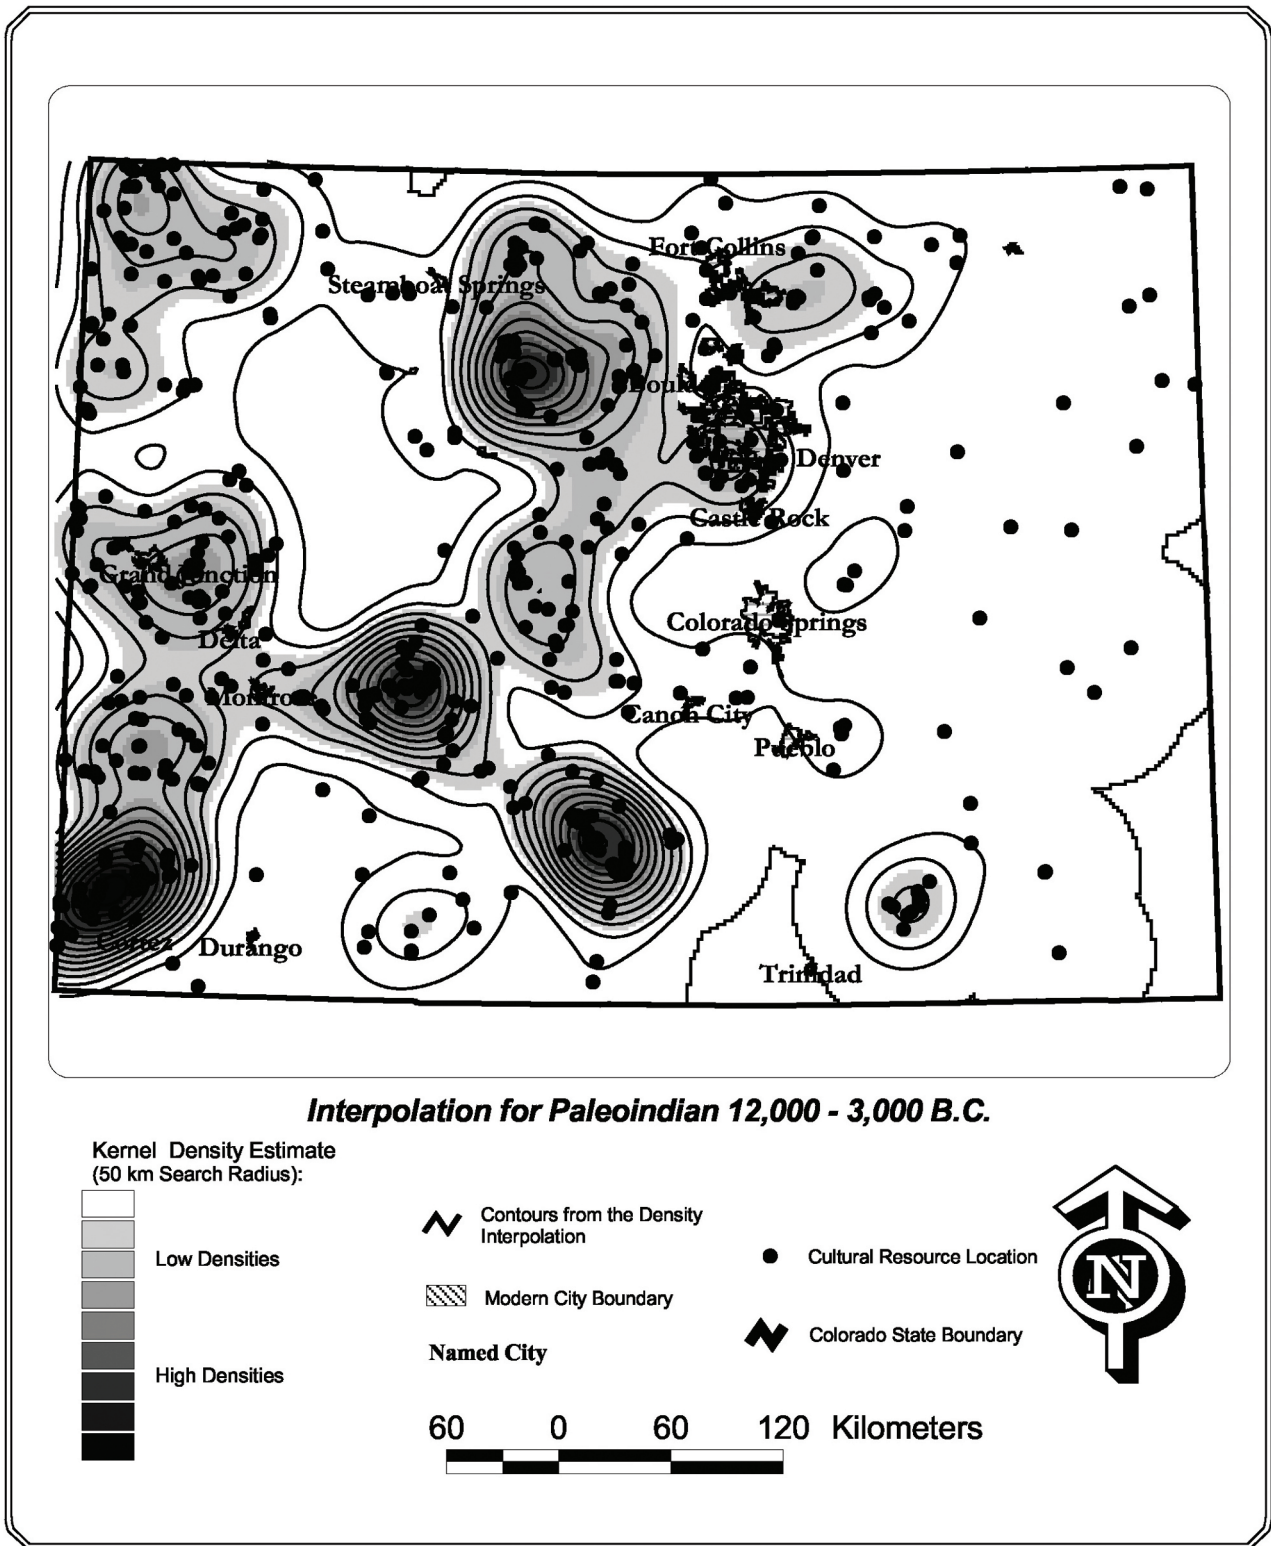 Fort Collins
Steamboat Springs
Boulder
Denver
Castle Rock
Grand Junction
Colorado Springs
Delta
Montrose
Canon City
Pueblo
Cortez
Durango
Trinidad
Interpolation for Paleoindian 12,000 - 3,000 B.C.
Kernel Density Estimate
(50 km Search Radius):
Low Densities
High Densities
Contours from the Density
Interpolation
Modern City Boundary
Named City
Cultural Resource Location
Colorado State Boundary
N
60 0 60 120 Kilometers